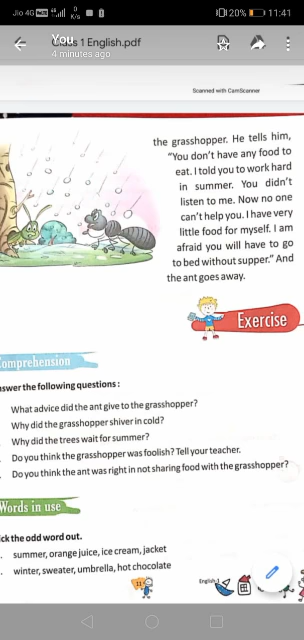 Jio 4G 0 K/s 20% 11:41
You
Class 1 English.pdf
4 minutes ago
Scanned with CamScanner
the grasshopper. He tells him,
“You don’t have any food to
eat. I told you to work hard
in summer. You didn’t
listen to me. Now no one
can’t help you. I have very
little food for myself. I am
afraid you will have to go
to bed without supper.” And
the ant goes away.
Exercise
omprehension
swer the following questions :
What advice did the ant give to the grasshopper?
Why did the grasshopper shiver in cold?
Why did the trees wait for summer?
Do you think the grasshopper was foolish? Tell your teacher.
Do you think the ant was right in not sharing food with the grasshopper?
Words in use
ick the odd word out.
. summer, orange juice, ice cream, jacket
. winter, sweater, umbrella, hot chocolate
English-1